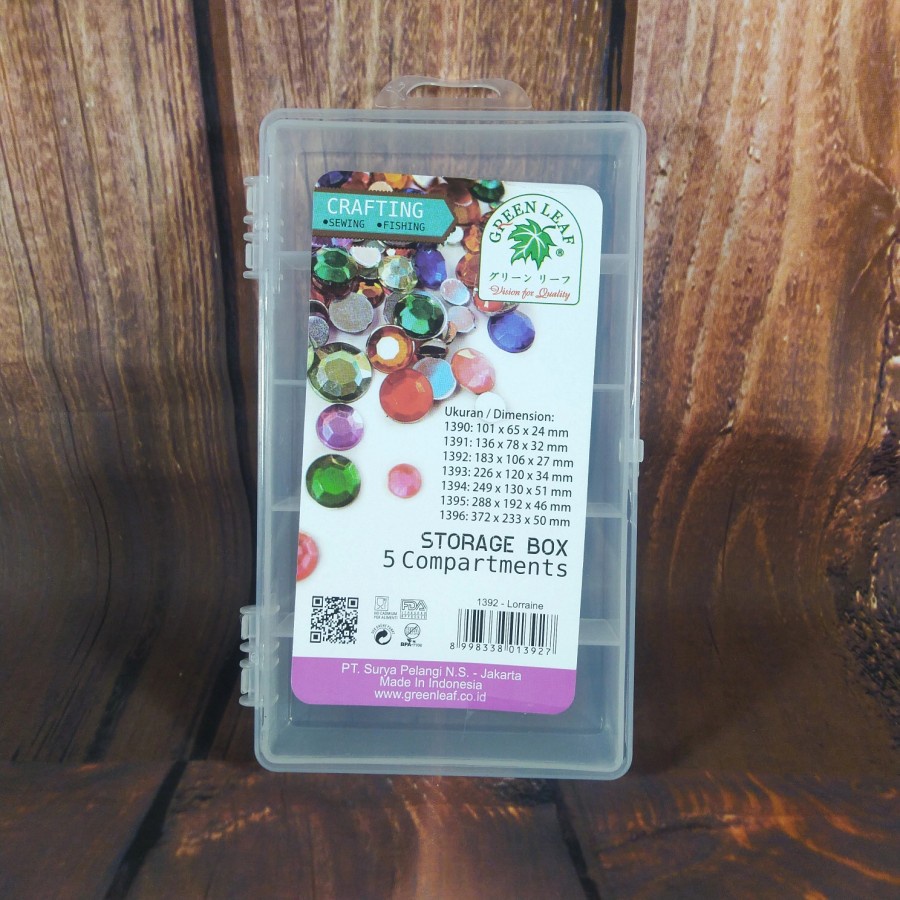 CRAFTING
•SEWING •FISHING
GREEN LEAF
®
グリーン リーフ
Vision for Quality
Ukuran / Dimension:
1390: 101 x 65 x 24 mm
1391: 136 x 78 x 32 mm
1392: 183 x 106 x 27 mm
1393: 226 x 120 x 34 mm
1394: 249 x 130 x 51 mm
1395: 288 x 192 x 46 mm
1396: 372 x 233 x 50 mm
STORAGE BOX
5 Compartments
FDA
BPA
1392 - Lorraine
8 998338 013927
PT. Surya Pelangi N.S. - Jakarta
Made In Indonesia
www.greenleaf.co.id